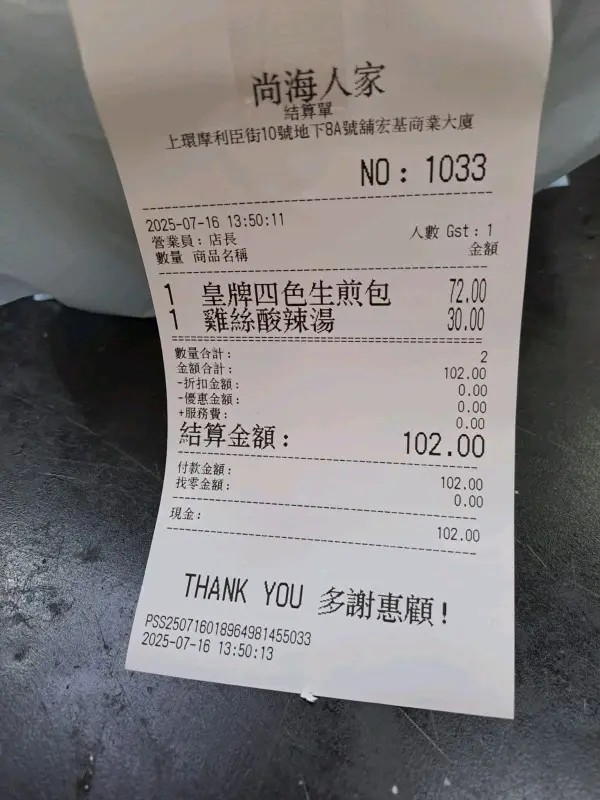 尚海人家
結算單
上環摩利臣街10號地下8A號舖宏基商業大廈
NO：1033
2025-07-16 13:50:11
營業員：店長 人數 Gst：1
數量 商品名稱 金額
1 皇牌四色生煎包 72.00
1 雞絲酸辣湯 30.00
數量合計： 2
金額合計： 102.00
-折扣金額： 0.00
-優惠金額： 0.00
+服務費： 0.00
結算金額： 102.00
付款金額： 102.00
找零金額： 0.00
現金： 102.00
THANK YOU 多謝惠顧!
PSS250716018964981455033
2025-07-16 13:50:13